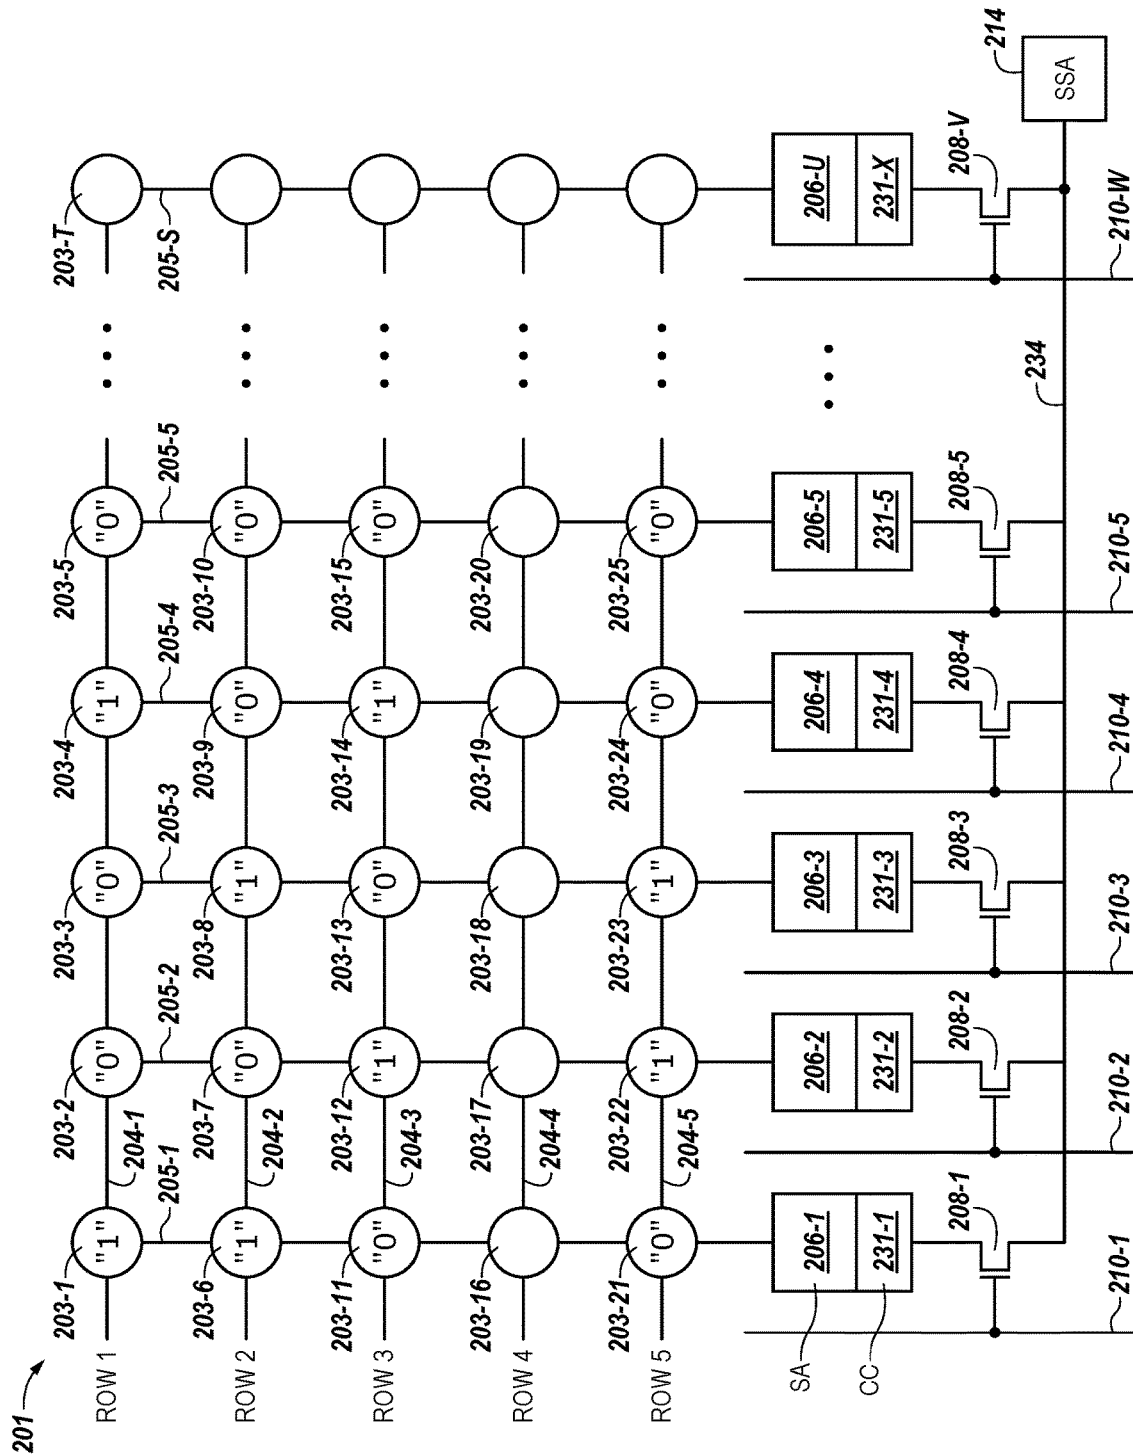 201
203-1 203-2 203-3 203-4 203-5 203-T
ROW 1 "1" "0" "0" "1" "0"
204-1
205-1 205-2 205-3 205-4 205-5 205-S
203-6 203-7 203-8 203-9 203-10
ROW 2 "1" "0" "1" "0" "0"
204-2
203-11 203-12 203-13 203-14 203-15
ROW 3 "0" "1" "0" "1" "0"
204-3
203-16 203-17 203-18 203-19 203-20
ROW 4
204-4
203-21 203-22 203-23 203-24 203-25
ROW 5 "0" "1" "1" "0" "0"
204-5
SA 206-1 206-2 206-3 206-4 206-5 206-U
CC 231-1 231-2 231-3 231-4 231-5 231-X
208-1 208-2 208-3 208-4 208-5 208-V
214
234
SSA
210-1 210-2 210-3 210-4 210-5 210-W